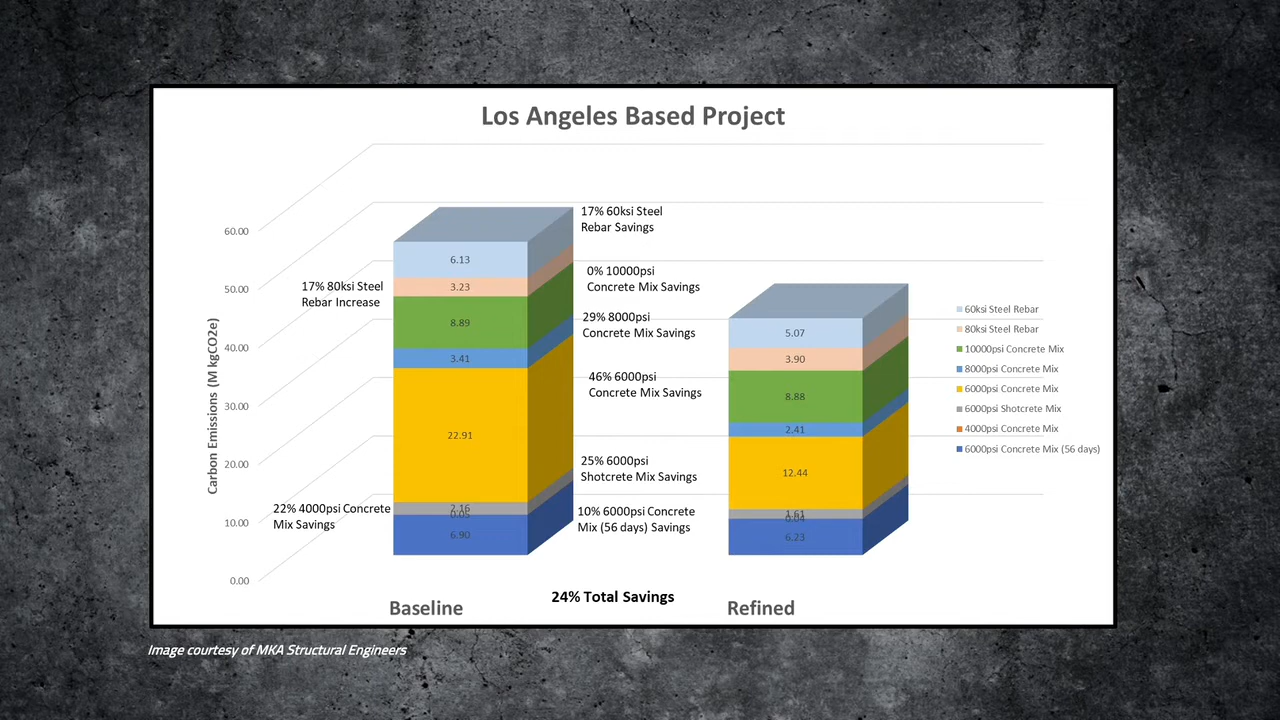 Los Angeles Based Project
Carbon Emissions (M kgCO2e)
60.00
50.00
40.00
30.00
20.00
10.00
0.00
17% 80ksi Steel
Rebar Increase
22% 4000psi Concrete
Mix Savings
6.13
3.23
8.89
3.41
22.91
2.16
0.05
6.90
17% 60ksi Steel
Rebar Savings
0% 10000psi
Concrete Mix Savings
29% 8000psi
Concrete Mix Savings
46% 6000psi
Concrete Mix Savings
25% 6000psi
Shotcrete Mix Savings
10% 6000psi Concrete
Mix (56 days) Savings
5.07
3.90
8.88
2.41
12.44
1.61
0.04
6.23
60ksi Steel Rebar
80ksi Steel Rebar
10000psi Concrete Mix
8000psi Concrete Mix
6000psi Concrete Mix
6000psi Shotcrete Mix
4000psi Concrete Mix
6000psi Concrete Mix (56 days)
Baseline
24% Total Savings
Refined
Image courtesy of MKA Structural Engineers